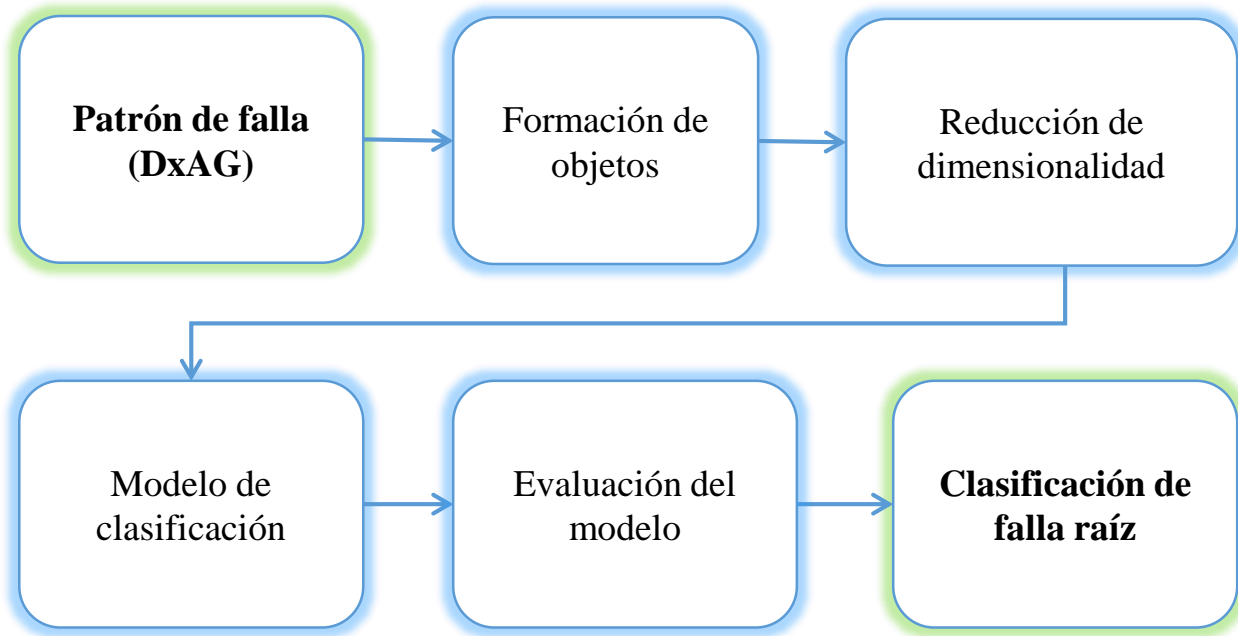 Patrón de falla
(DxAG)
Formación de
objetos
Reducción de
dimensionalidad
Modelo de
clasificación
Evaluación del
modelo
Clasificación de
falla raíz